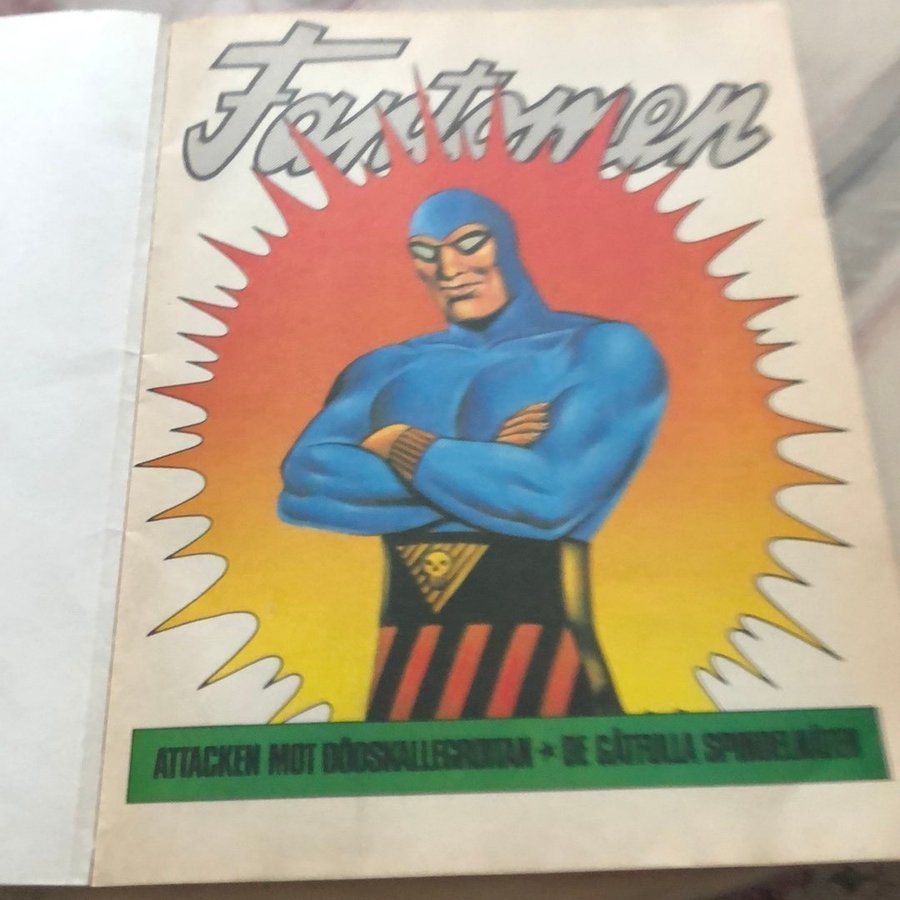 Fantomen
ATTACKEN MOT DÖDSKALLEGROTTAN * DE GÅTFULLA SPINDELNÄTEN